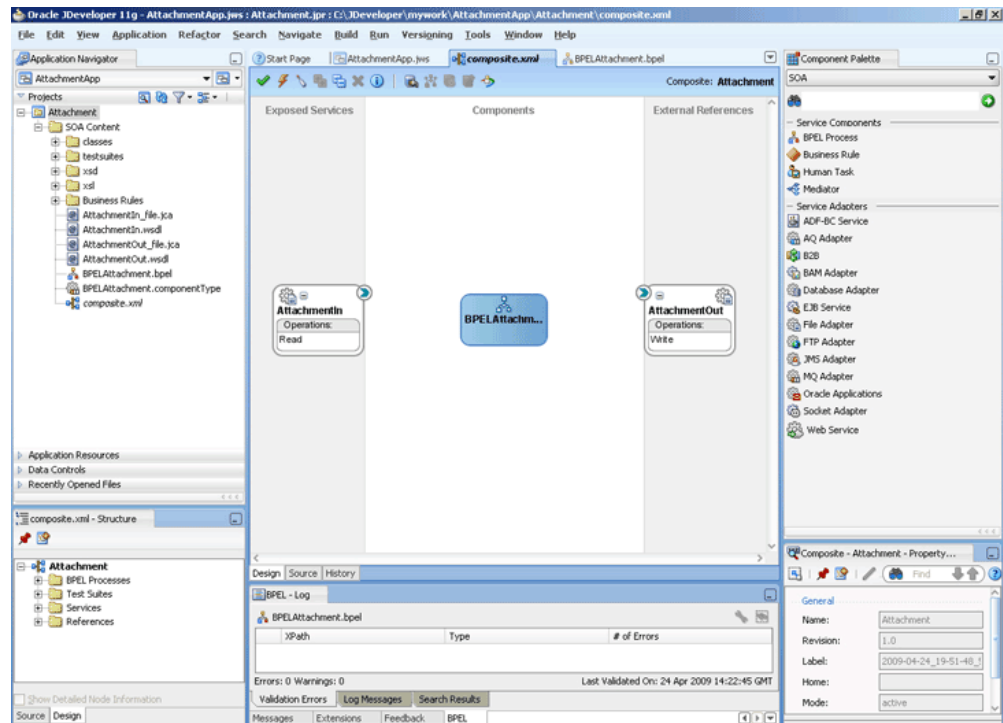 Oracle JDeveloper 11g - AttachmentApp.jws : Attachment.jpr : C:\JDeveloper\mywork\AttachmentApp\Attachment\composite.xml
File Edit View Application Refactor Search Navigate Build Run Versioning Tools Window Help
Application Navigator
AttachmentApp
Projects
Attachment
SOA Content
classes
testsuites
xsd
xsl
Business Rules
AttachmentIn_file.jca
AttachmentIn.wsdl
AttachmentOut_file.jca
AttachmentOut.wsdl
BPELAttachment.bpel
BPELAttachment.componentType
composite.xml
Application Resources
Data Controls
Recently Opened Files
composite.xml - Structure
Attachment
BPEL Processes
Test Suites
Services
References
Show Detailed Node Information
Source Design
Start Page AttachmentApp.jws composite.xml BPELAttachment.bpel
Composite: Attachment
Exposed Services Components External References
AttachmentIn
Operations:
Read
BPELAttachm...
AttachmentOut
Operations:
Write
Design Source History
BPEL - Log
BPELAttachment.bpel
XPath Type # of Errors
Errors: 0 Warnings: 0 Last Validated On: 24 Apr 2009 14:22:45 GMT
Validation Errors Log Messages Search Results
Messages Extensions Feedback BPEL
Component Palette
SOA
Service Components
BPEL Process
Business Rule
Human Task
Mediator
Service Adapters
ADF-BC Service
AQ Adapter
B2B
BAM Adapter
Database Adapter
EJB Service
File Adapter
FTP Adapter
JMS Adapter
MQ Adapter
Oracle Applications
Socket Adapter
Web Service
Composite - Attachment - Property...
Find
General
Name: Attachment
Revision: 1.0
Label: 2009-04-24_19-51-48_
Home:
Mode: active